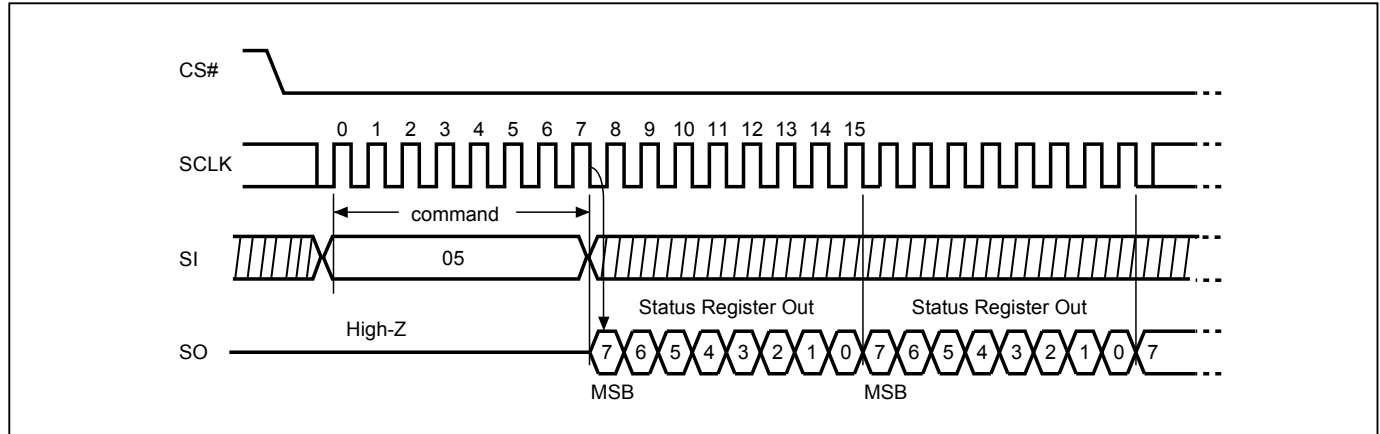 CS#
0 1 2 3 4 5 6 7 8 9 10 11 12 13 14 15
SCLK
command
SI
05
Status Register Out Status Register Out
High-Z
SO
7 6 5 4 3 2 1 0 7 6 5 4 3 2 1 0 7
MSB MSB